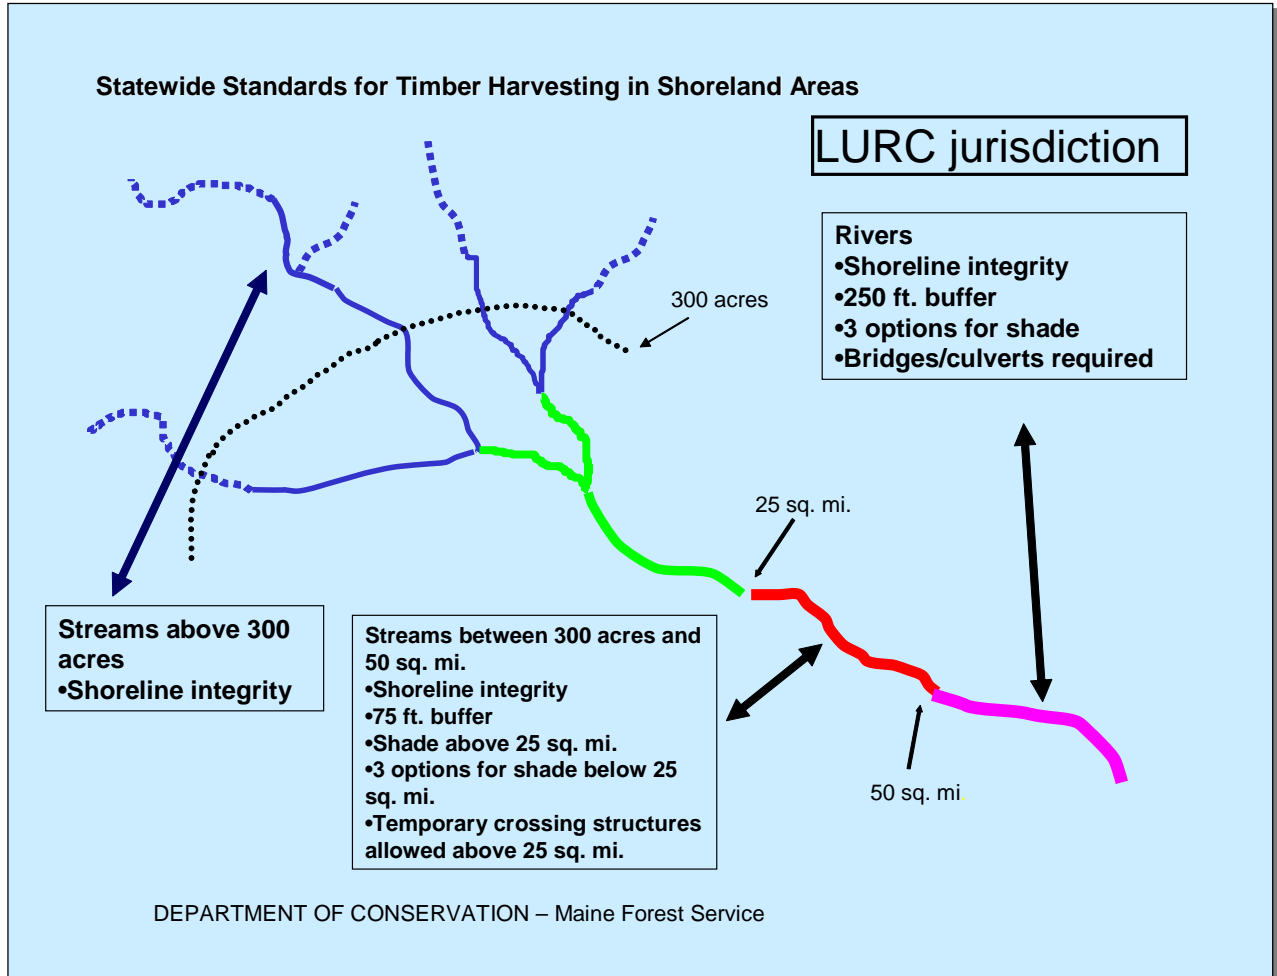 Statewide Standards for Timber Harvesting in Shoreland Areas
LURC jurisdiction
Rivers
•Shoreline integrity
•250 ft. buffer
•3 options for shade
•Bridges/culverts required
300 acres
25 sq. mi.
Streams above 300
acres
•Shoreline integrity
Streams between 300 acres and
50 sq. mi.
•Shoreline integrity
•75 ft. buffer
•Shade above 25 sq. mi.
•3 options for shade below 25
sq. mi.
•Temporary crossing structures
allowed above 25 sq. mi.
50 sq. mi.
DEPARTMENT OF CONSERVATION – Maine Forest Service